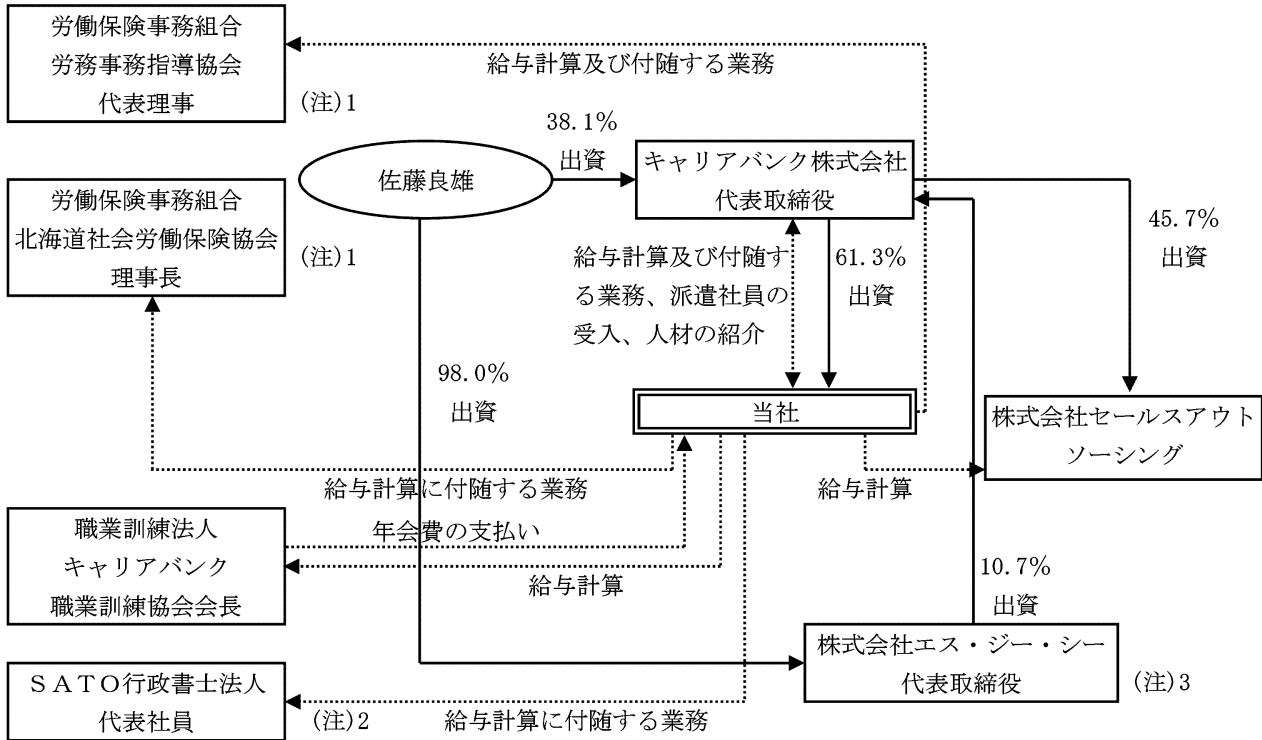 労働保険事務組合
労務事務指導協会
代表理事
(注)1
給与計算及び付随する業務
38.1%
出資
佐藤良雄
キャリアバンク株式会社
代表取締役
労働保険事務組合
北海道社会労働保険協会
理事長
(注)1
45.7%
出資
給与計算及び付随す
る業務、派遣社員の
受入、人材の紹介
61.3%
出資
98.0%
出資
当社
株式会社セールスアウト
ソーシング
給与計算に付随する業務
給与計算
職業訓練法人
キャリアバンク
職業訓練協会会長
年会費の支払い
給与計算
10.7%
出資
株式会社エス・ジー・シー
代表取締役
(注)3
SATO行政書士法人
代表社員
(注)2
給与計算に付随する業務